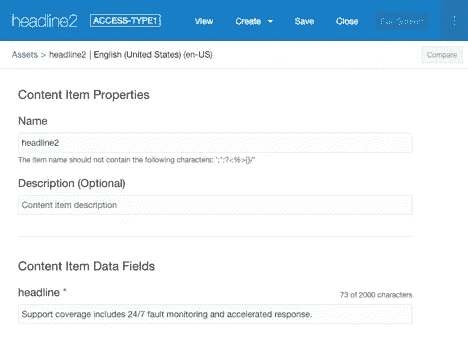 headline2 ACCESS-TYPE1 View Create Save Close Full Screen
Assets > headline2 | English (United States) (en-US) Compare
Content Item Properties
Name
headline2
The item name should not contain the following characters: ';":?<%>{}/"
Description (Optional)
Content item description
Content Item Data Fields
headline * 73 of 2000 characters
Support coverage includes 24/7 fault monitoring and accelerated response.